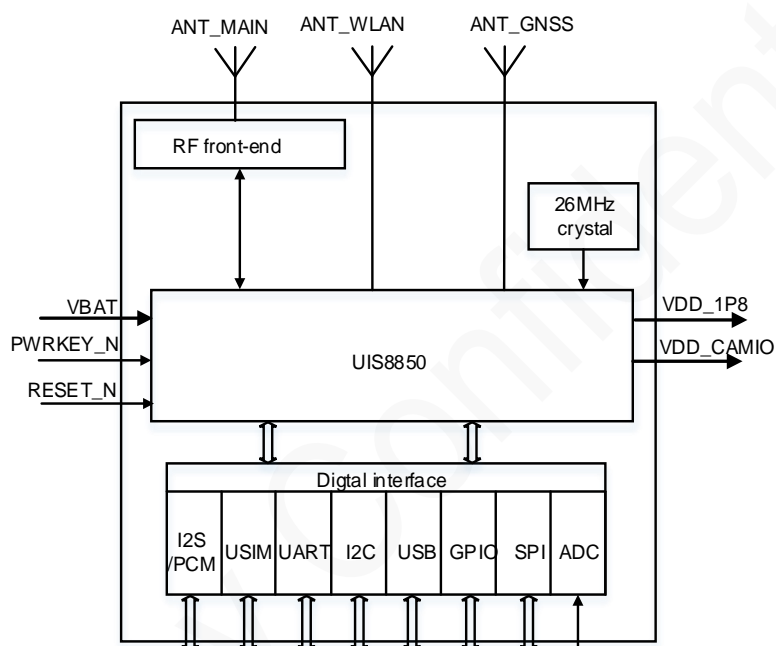 ANT_MAIN ANT_WLAN ANT_GNSS
RF front-end
26MHz
crystal
VBAT
VDD_1P8
PWRKEY_N
UIS8850
VDD_CAMIO
RESET_N
Digtal interface
I2S
/PCM
USIM UART I2C USB GPIO SPI ADC
Confident